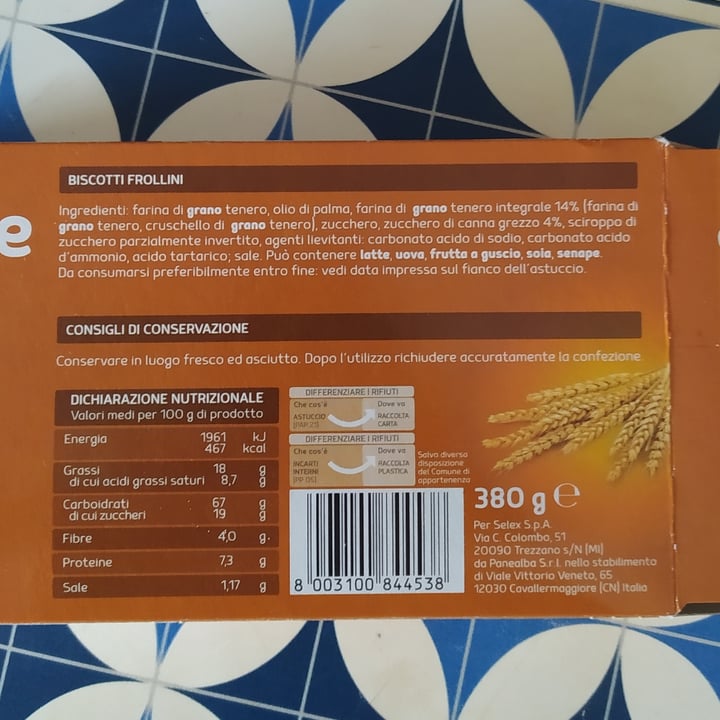 e
BISCOTTI FROLLINI
Ingredienti: farina di grano tenero, olio di palma, farina di grano tenero integrale 14% (farina di
grano tenero, cruschello di grano tenero), zucchero, zucchero di canna grezzo 4%, sciroppo di
zucchero parzialmente invertito, agenti lievitanti: carbonato acido di sodio, carbonato acido
d'ammonio, acido tartarico; sale. Può contenere latte, uova, frutta a guscio, soia, senape.
Da consumarsi preferibilmente entro fine: vedi data impressa sul fianco dell'astuccio.
CONSIGLI DI CONSERVAZIONE
Conservare in luogo fresco ed asciutto. Dopo l'utilizzo richiudere accuratamente la confezione
DICHIARAZIONE NUTRIZIONALE
Valori medi per 100 g di prodotto
Energia 1961 kJ
467 kcal
Grassi 18 g
di cui acidi grassi saturi 8,7 g
Carboidrati 67 g
di cui zuccheri 19 g
Fibre 4,0 g
Proteine 7,3 g
Sale 1,17 g
DIFFERENZIARE I RIFIUTI
Che cos'è Dove va
ASTUCCIO RACCOLTA
(PAP 21) CARTA
DIFFERENZIARE I RIFIUTI
Che cos'è Dove va
INCARTI RACCOLTA
INTERNI PLASTICA
(PP 05)
Salvo diversa
disposizione
del Comune di
appartenenza
8 003100 844538
380 g e
Per Selex S.p.A.
Via C. Colombo, 51
20090 Trezzano s/N (MI)
da Panealba S.r.l. nello stabilimento
di Viale Vittorio Veneto, 65
12030 Cavallermaggiore (CN) Italia